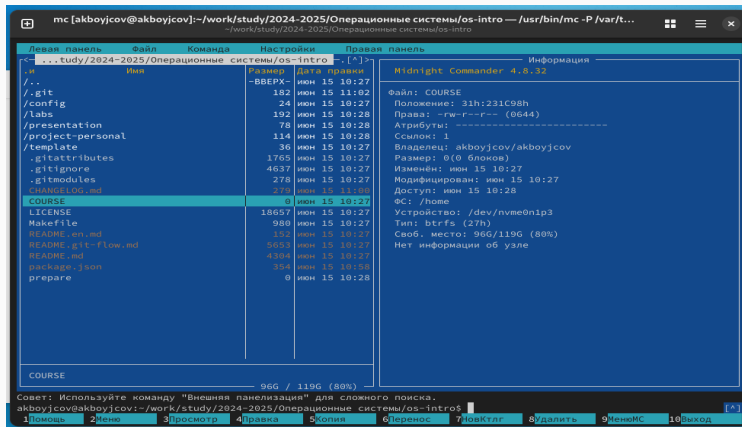 mc [akboyjcov@akboyjcov]:~/work/study/2024-2025/Операционные системы/os-intro — /usr/bin/mc -P /var/t...
~/work/study/2024-2025/Операционные системы/os-intro
Левая панель Файл Команда Настройки Правая панель
<— ...tudy/2024-2025/Операционные системы/os-intro —.[^]>
.и Имя Размер Дата правки
/.. -ВВЕРХ- июн 15 10:27
/.git 182 июн 15 11:02
/config 24 июн 15 10:27
/labs 192 июн 15 10:28
/presentation 78 июн 15 10:28
/project-personal 114 июн 15 10:28
/template 36 июн 15 10:27
.gitattributes 1765 июн 15 10:27
.gitignore 4637 июн 15 10:27
.gitmodules 278 июн 15 10:27
CHANGELOG.md 279 июн 15 11:00
COURSE 0 июн 15 10:27
LICENSE 18657 июн 15 10:27
Makefile 980 июн 15 10:27
README.en.md 152 июн 15 10:27
README.git-flow.md 5653 июн 15 10:27
README.md 4304 июн 15 10:27
package.json 354 июн 15 10:58
prepare 0 июн 15 10:28
COURSE
96G / 119G (80%)
Информация
Midnight Commander 4.8.32
Файл: COURSE
Положение: 31h:231C98h
Права: -rw-r--r-- (0644)
Атрибуты: -------------------------
Ссылок: 1
Владелец: akboyjcov/akboyjcov
Размер: 0(0 блоков)
Изменён: июн 15 10:27
Модифицирован: июн 15 10:27
Доступ: июн 15 10:28
ФС: /home
Устройство: /dev/nvme0n1p3
Тип: btrfs (27h)
Своб. место: 96G/119G (80%)
Нет информации об узле
Совет: Используйте команду "Внешняя панелизация" для сложного поиска.
akboyjcov@akboyjcov:~/work/study/2024-2025/Операционные системы/os-intro$ [^]
1Помощь 2Меню 3Просмотр 4Правка 5Копия 6Перенос 7НовКтлг 8Удалить 9МенюMC 10Выход